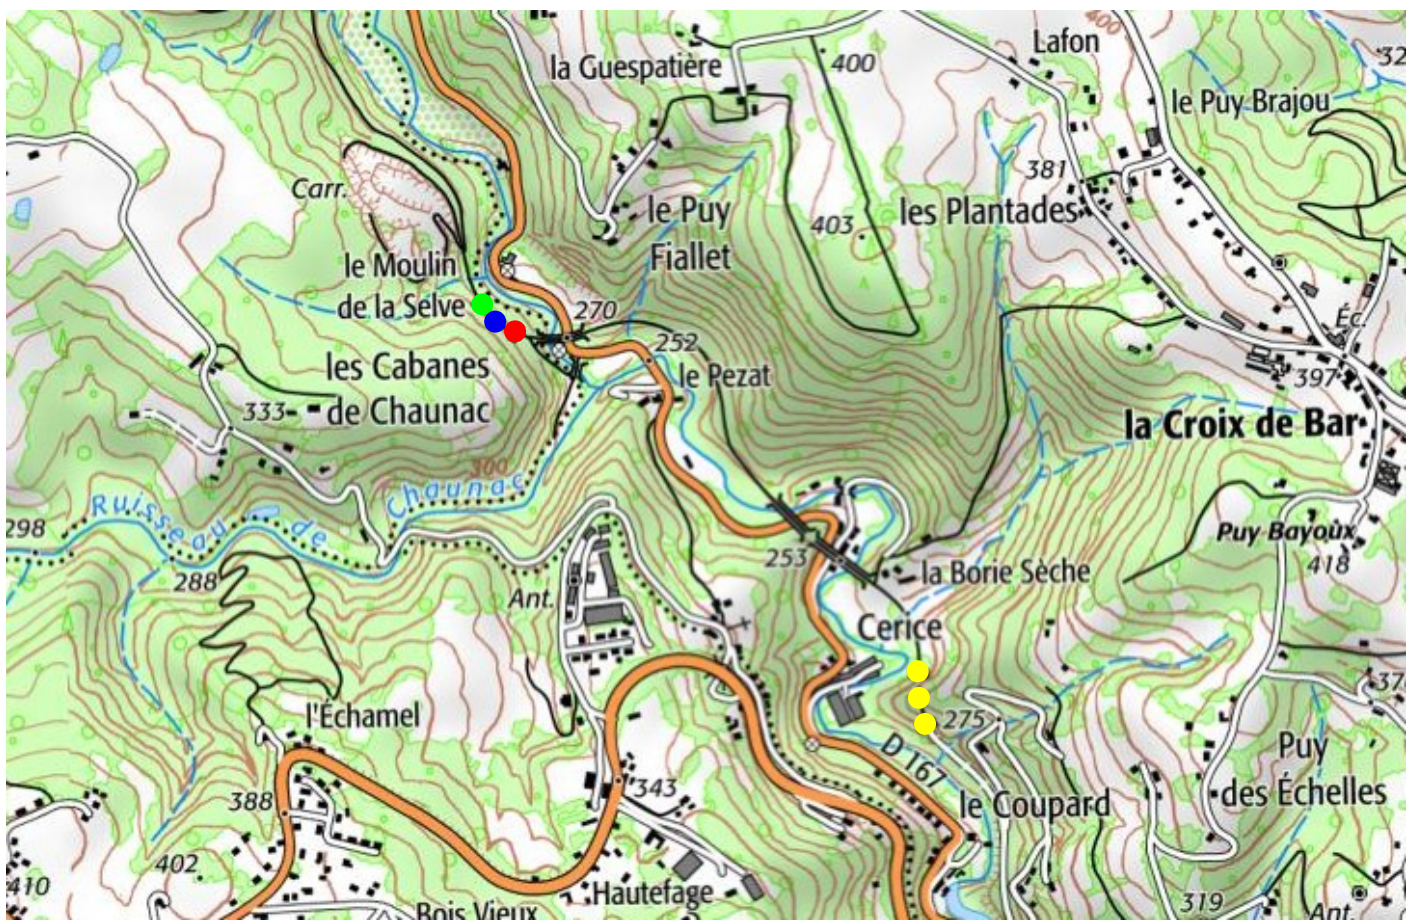 400
Lafon
400
32
la Guespatière
le Puy Brajou
381
Carr.
le Puy
Fiallet
403
les Plantades
le Moulin
de la Selve
270
Éc.
252
les Cabanes
de Chaunac
le Pezat
397
333
la Croix de Bar
300
Ruisseau de Chaunac
298
288
253
Puy Bayoux
418
la Borie Sèche
Ant.
Cerice
l'Échamel
275
37
D 167
Puy
des Échelles
343
388
le Coupard
402
410
Hautefage
319
Bois Vieux
Ant